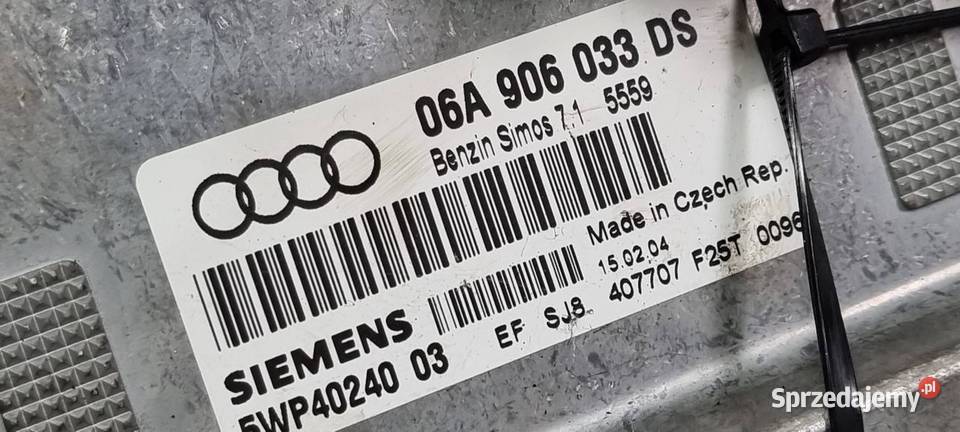 06A 906 033 DS
Benzin Simos 7.1 5559
Made in Czech Rep.
15.02.04
SIEMENS
EF SJ8 407707 F25T 0096
5WP40240 03
Sprzedajemy.pl